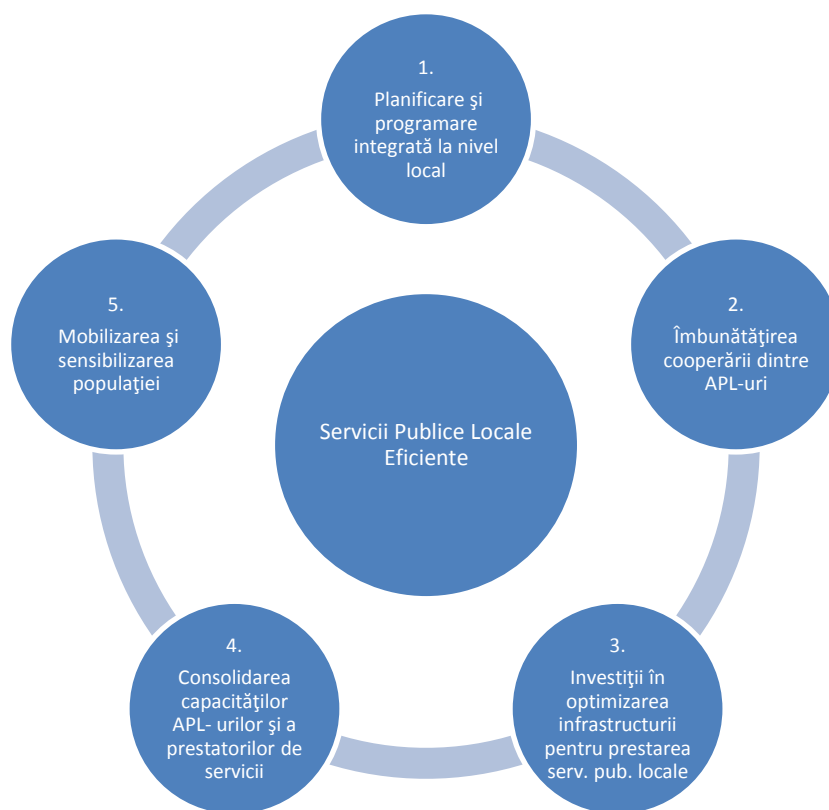 1.
Planificare şi
programare
integrată la nivel
local
2.
Îmbunătăţirea
cooperării dintre
APL-uri
3.
Investiţii în
optimizarea
infrastructurii
pentru prestarea
serv. pub. locale
4.
Consolidarea
capacităţilor
APL- urilor şi a
prestatorilor de
servicii
5.
Mobilizarea şi
sensibilizarea
populaţiei
Servicii Publice Locale
Eficiente